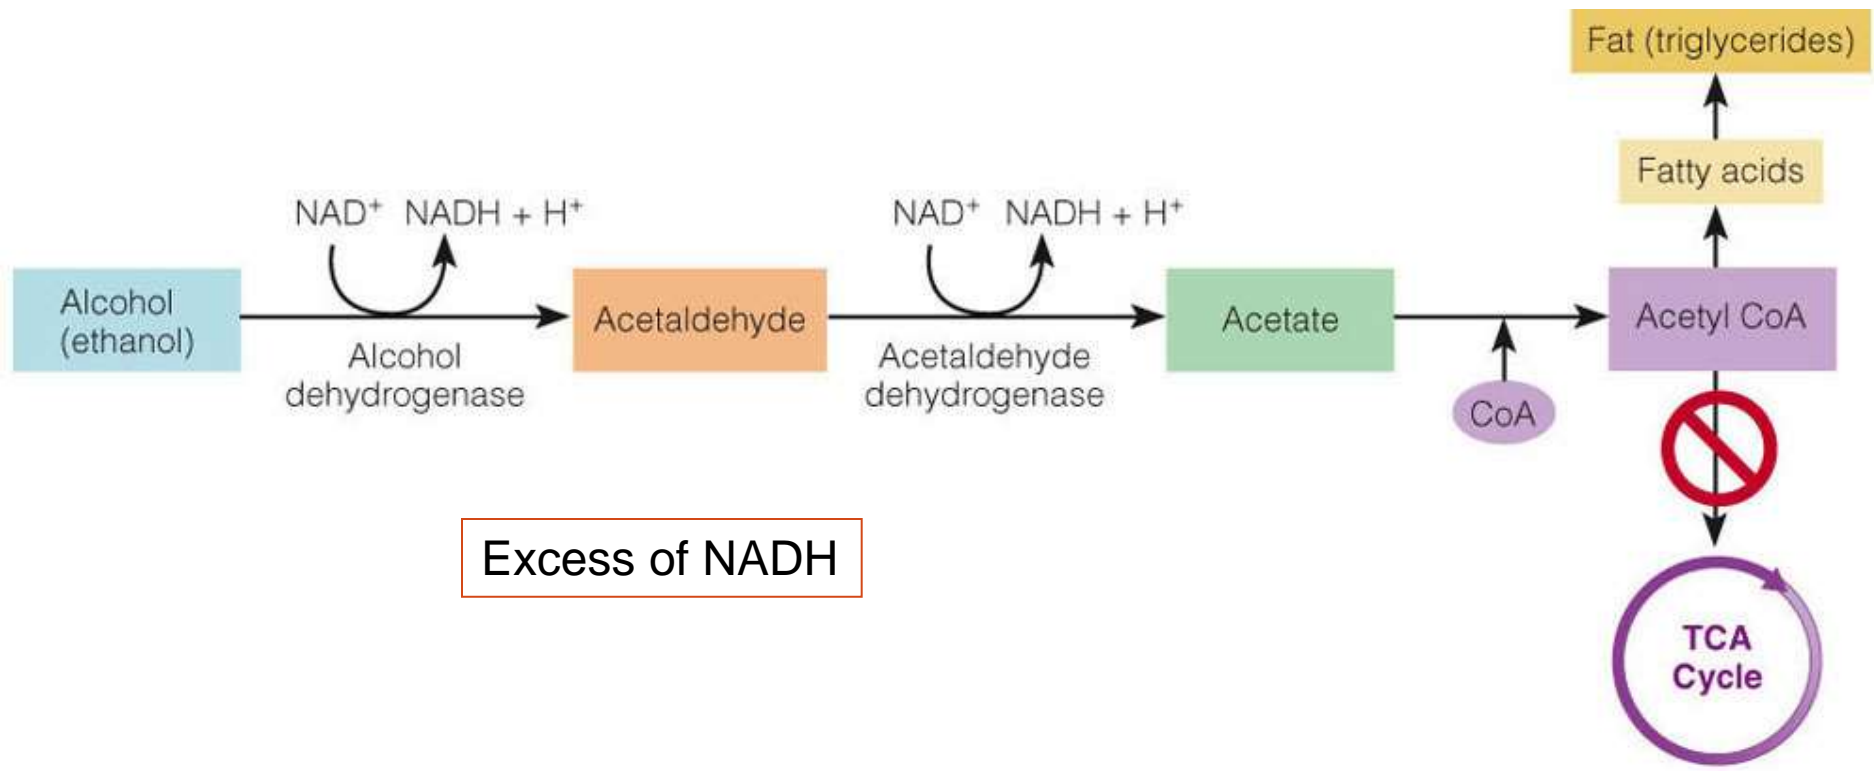 Fat (triglycerides)
Fatty acids
NAD⁺ NADH + H⁺
NAD⁺ NADH + H⁺
Alcohol
(ethanol)
Alcohol
dehydrogenase
Acetaldehyde
Acetaldehyde
dehydrogenase
Acetate
CoA
Acetyl CoA
Excess of NADH
TCA
Cycle